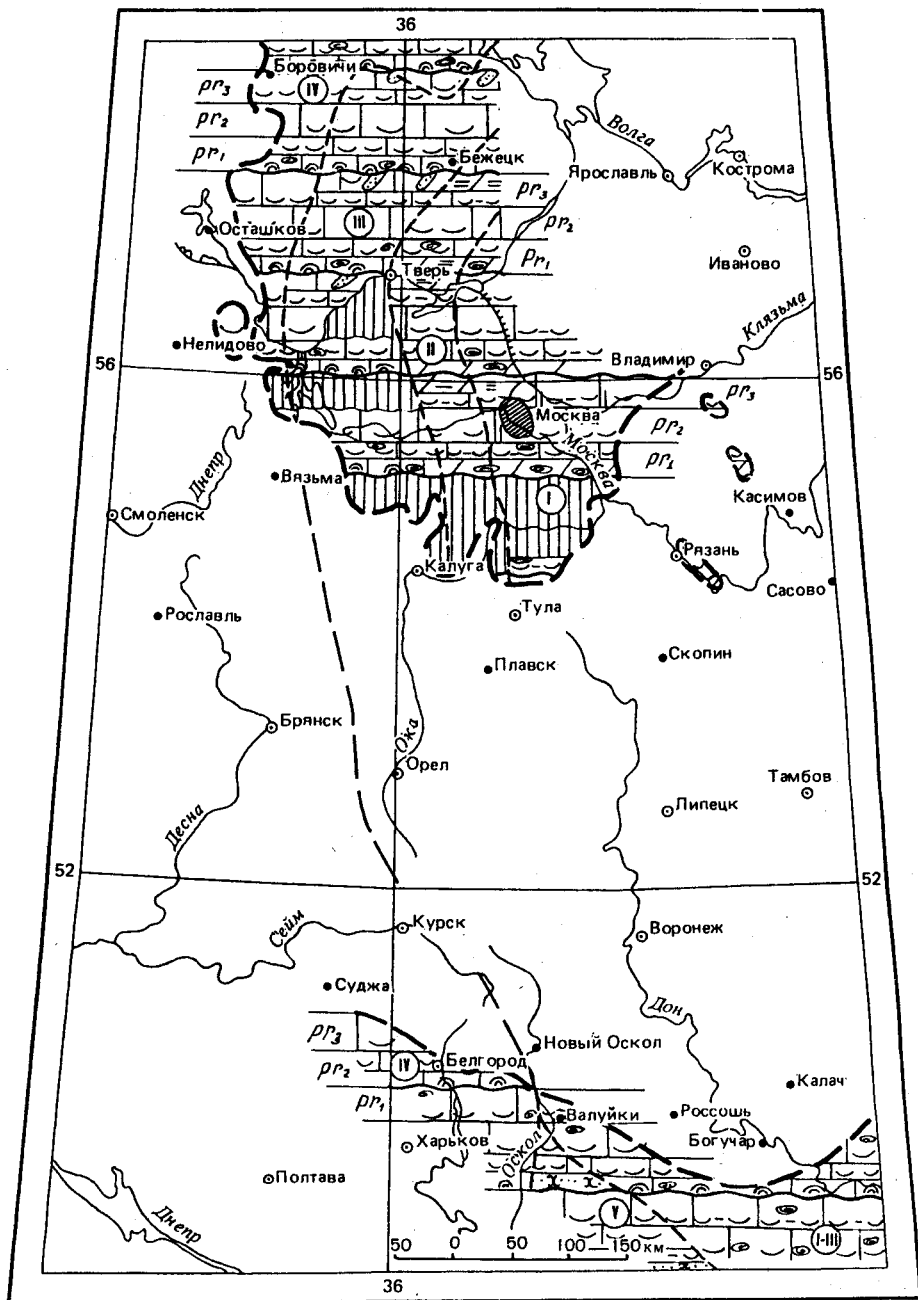 36
Боровичи
pr₃
IV
pr₂
Волга
pr₁
Бежецк
Ярославль
Кострома
pr₃
III
pr₂
Осташков
Иваново
pr₁
Тверь
Клязьма
Нелидово
II
Владимир
56
56
pr₃
Москва
pr₂
Москва
pr₁
Вязьма
Днепр
I
Касимов
Смоленск
Рязань
Калуга
Сасово
Рославль
Тула
Скопин
Плавск
Брянск
Ока
Орел
Тамбов
Липецк
Десна
52
52
Сейм
Курск
Воронеж
Суджа
Дон
pr₃
Новый Оскол
IV
Белгород
pr₂
Калач
pr₁
Валуйки
Россошь
Харьков
Богучар
Оскол
Полтава
Днепр
V
I-III
50 0 50 100 150 км
36